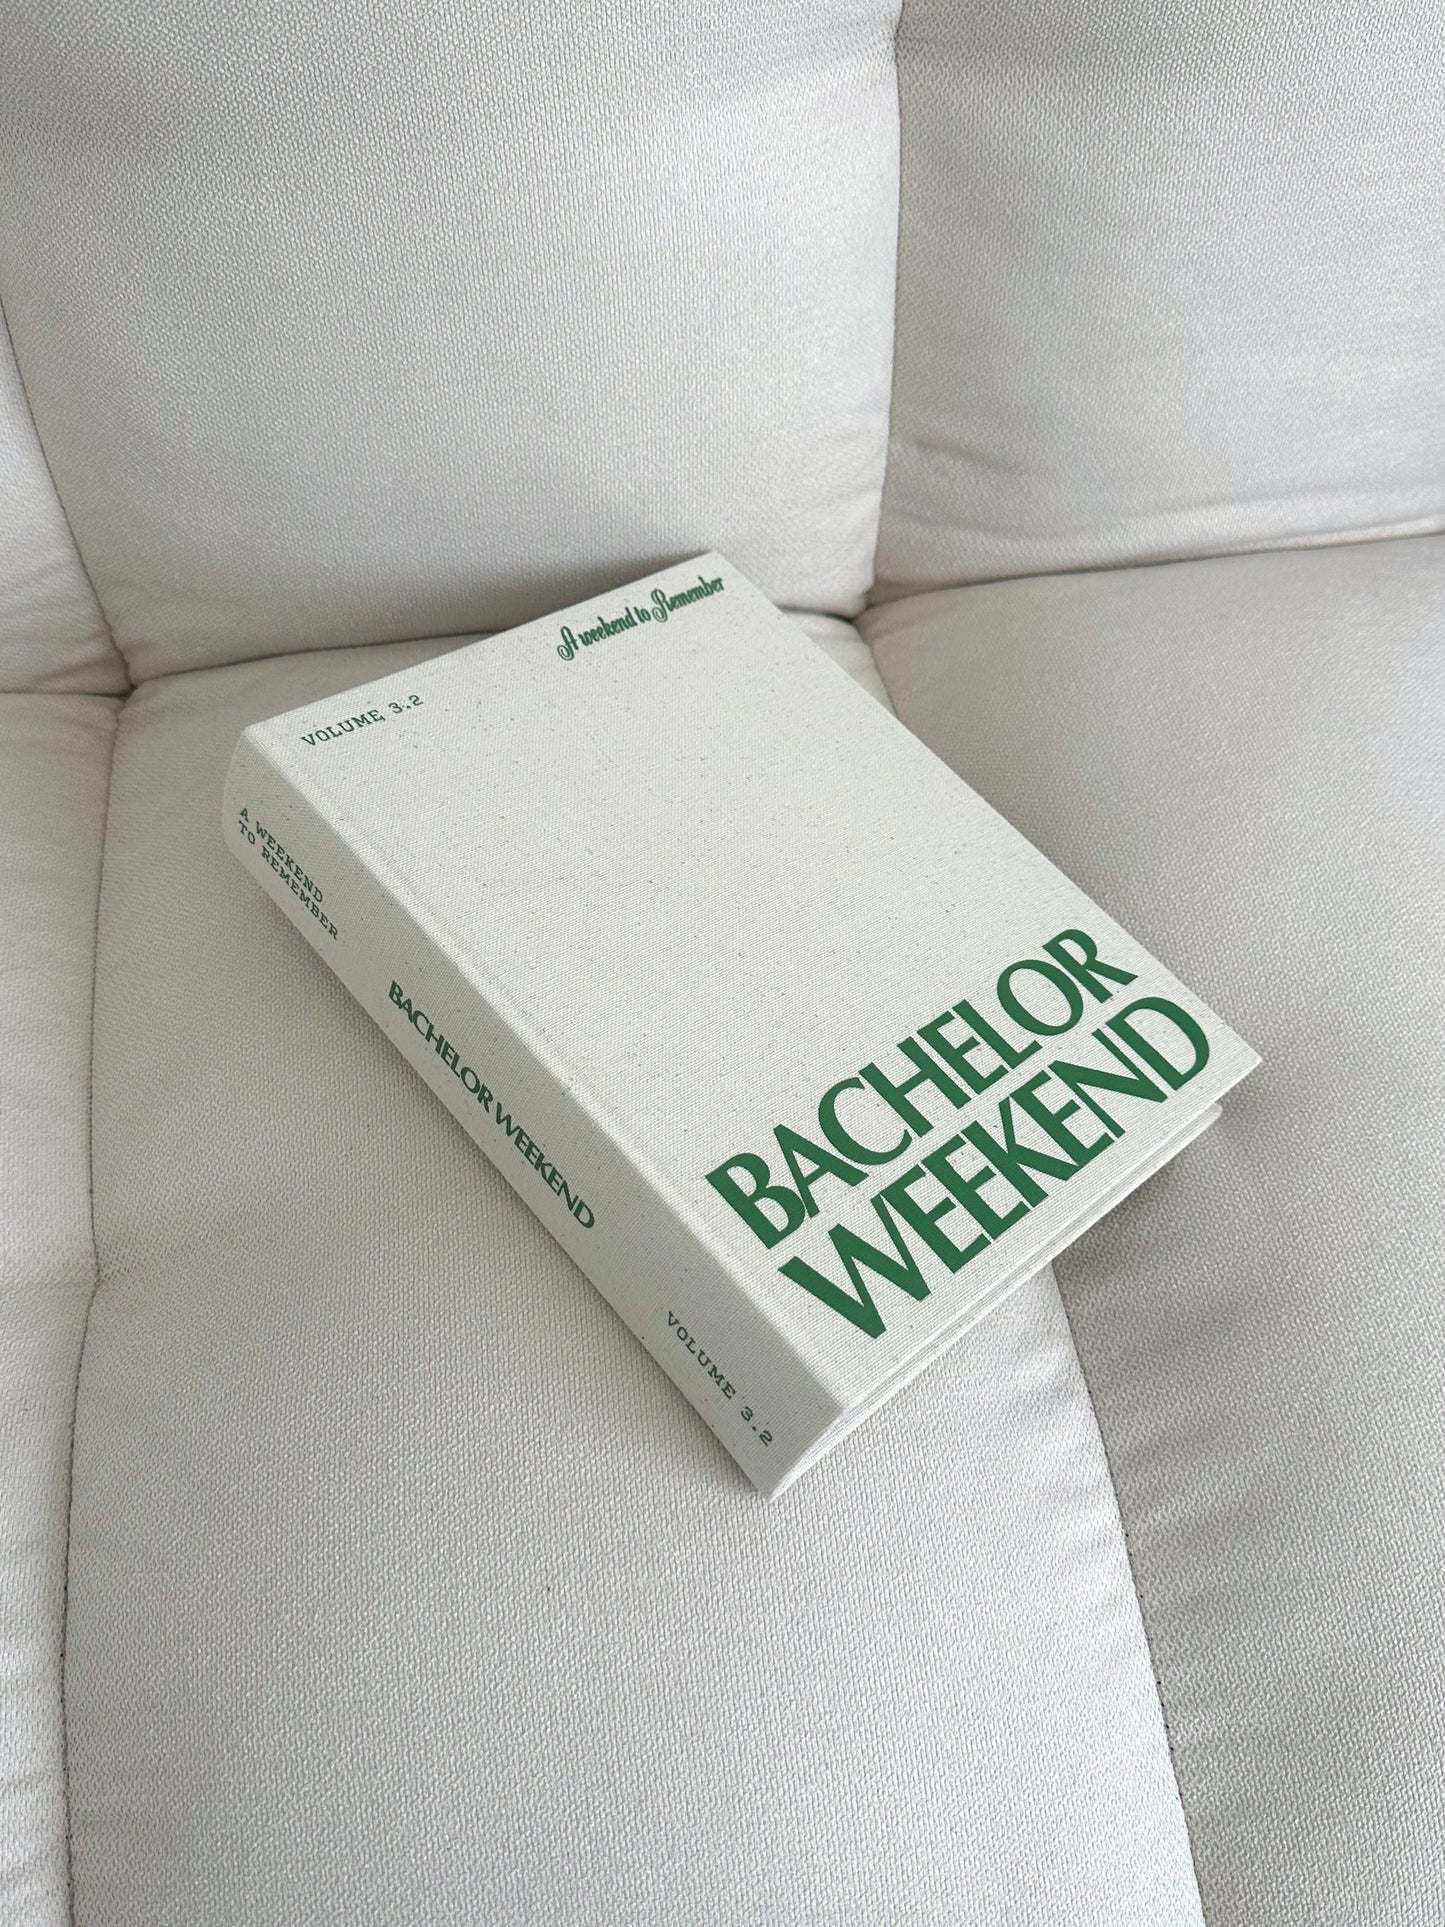 A weekend to Remember
VOLUME 3.2
BACHELOR
WEEKEND
A WEEKEND
TO REMEMBER
BACHELOR WEEKEND
VOLUME 3.2